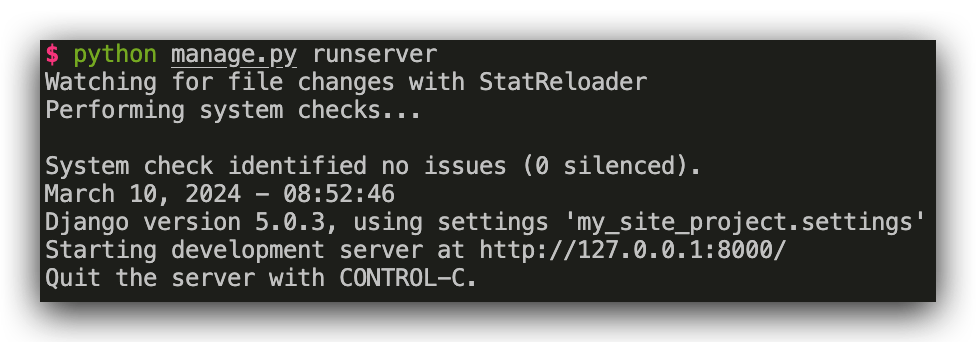 $ python manage.py runserver
Watching for file changes with StatReloader
Performing system checks...
System check identified no issues (0 silenced).
March 10, 2024 - 08:52:46
Django version 5.0.3, using settings 'my_site_project.settings'
Starting development server at http://127.0.0.1:8000/
Quit the server with CONTROL-C.